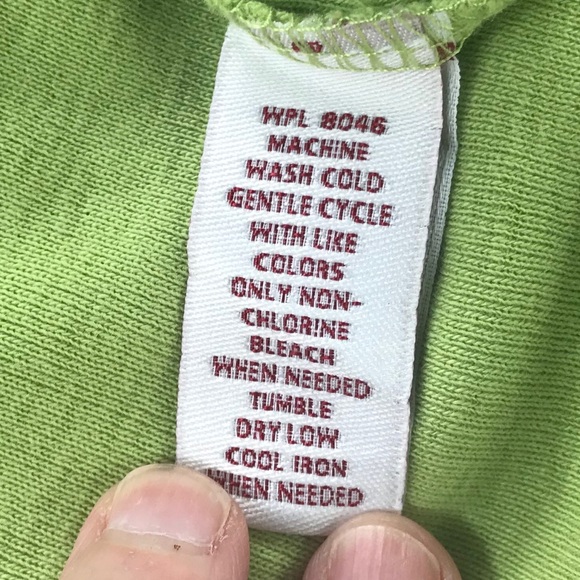 WPL 8046
MACHINE
WASH COLD
GENTLE CYCLE
WITH LIKE
COLORS
ONLY NON-
CHLORINE
BLEACH
WHEN NEEDED
TUMBLE
DRY LOW
COOL IRON
WHEN NEEDED